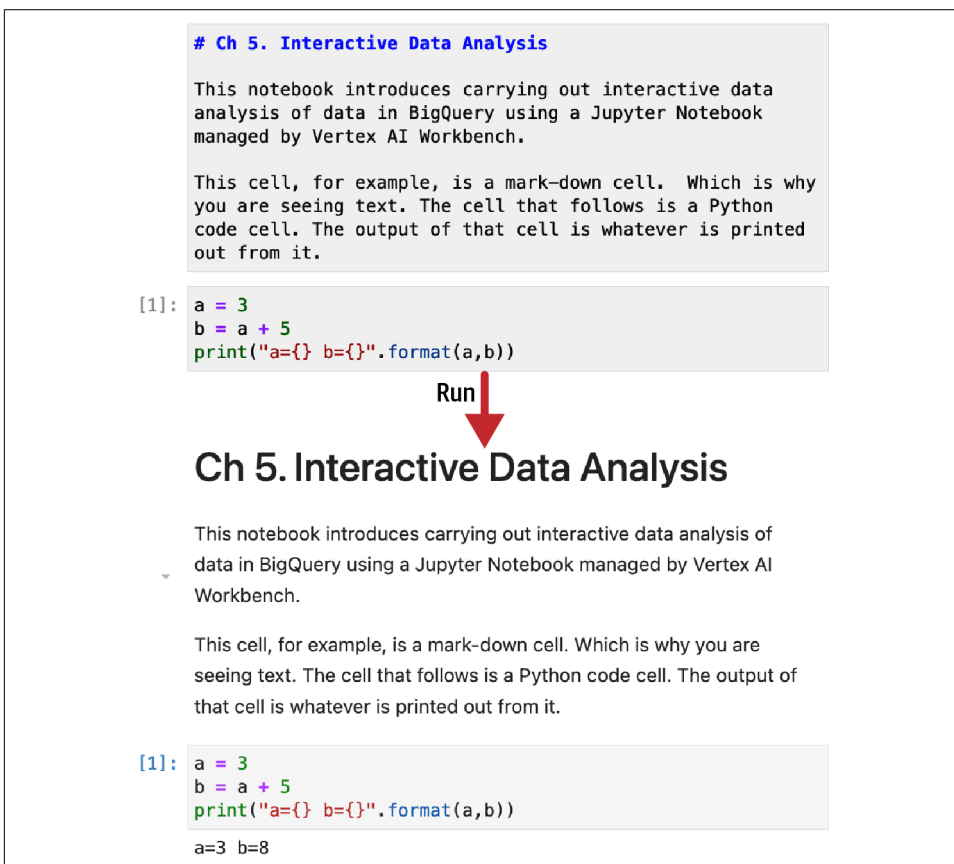 # Ch 5. Interactive Data Analysis
This notebook introduces carrying out interactive data
analysis of data in BigQuery using a Jupyter Notebook
managed by Vertex AI Workbench.
This cell, for example, is a mark-down cell.  Which is why
you are seeing text. The cell that follows is a Python
code cell. The output of that cell is whatever is printed
out from it.
[1]: a = 3
b = a + 5
print("a={} b={}".format(a,b))
Run
Ch 5. Interactive Data Analysis
This notebook introduces carrying out interactive data analysis of
data in BigQuery using a Jupyter Notebook managed by Vertex AI
Workbench.
This cell, for example, is a mark-down cell. Which is why you are
seeing text. The cell that follows is a Python code cell. The output of
that cell is whatever is printed out from it.
[1]: a = 3
b = a + 5
print("a={} b={}".format(a,b))
a=3 b=8